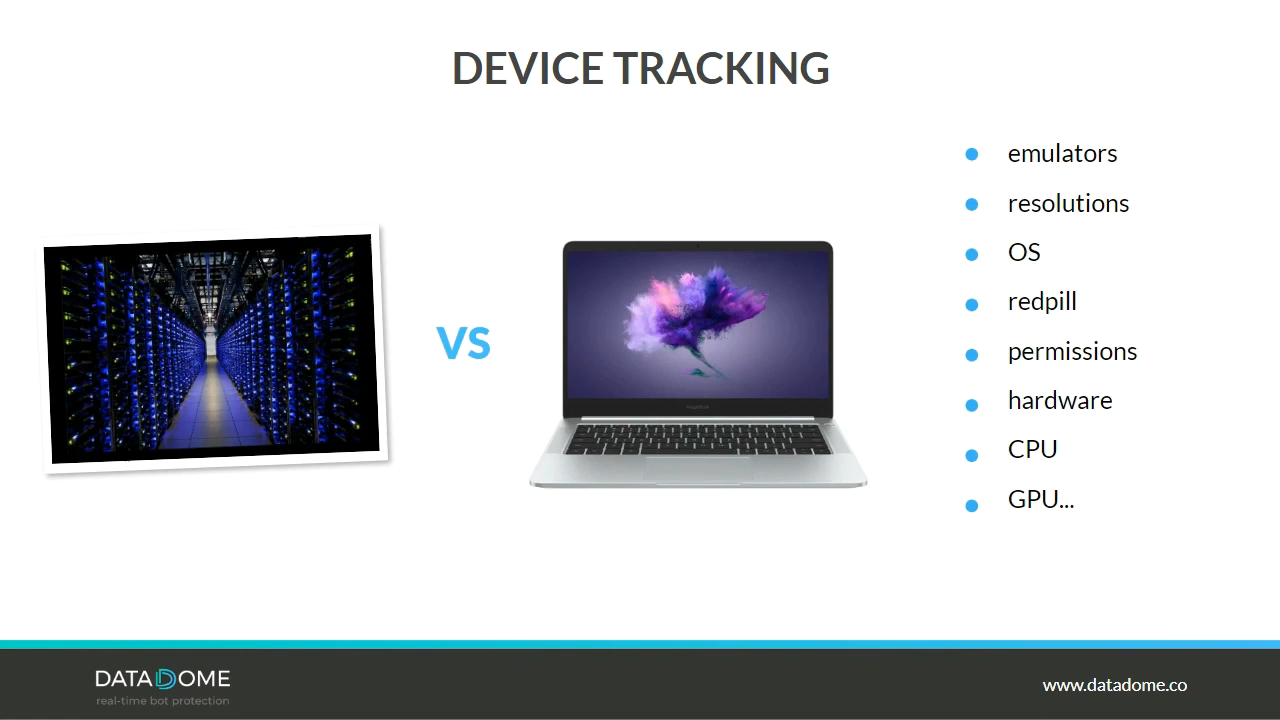 DEVICE TRACKING
VS
emulators
resolutions
OS
redpill
permissions
hardware
CPU
GPU...
DATADOME
real-time bot protection
www.datadome.co